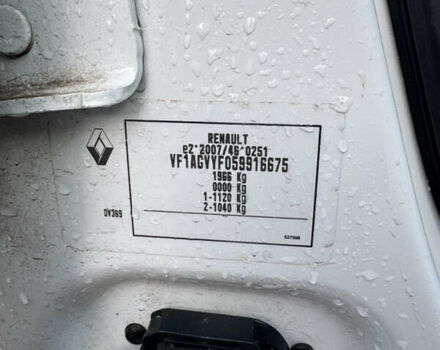 RENAULT
e2*2007/46*0251
VF1AGVYF059916675
1966 Kg
0000 Kg
1-1120 Kg
2-1040 Kg
OV369